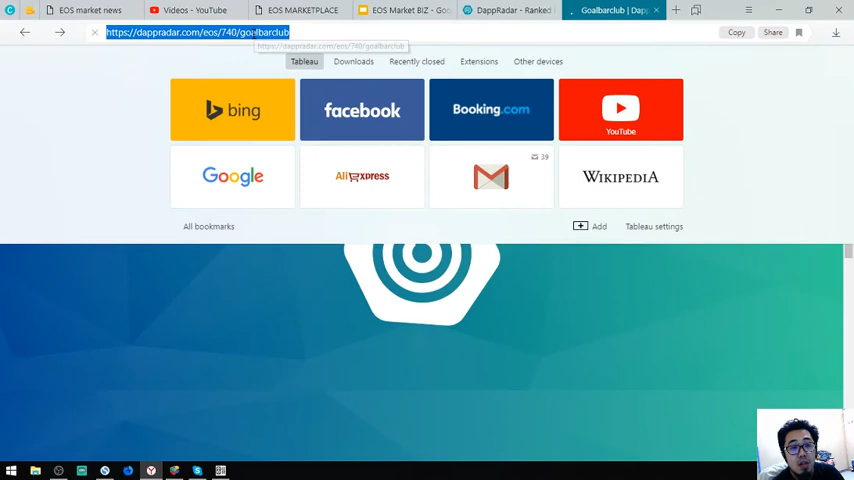 EOS market news
Videos - YouTube
EOS MARKETPLACE
EOS Market BIZ - Goo
DappRadar - Ranked
Goalbarclub | Dapp
https://dappradar.com/eos/740/goalbarclub
Copy
Share
https://dappradar.com/eos/740/goalbarclub
Tableau
Downloads
Recently closed
Extensions
Other devices
bing
facebook
Booking.com
YouTube
Google
AliExpress
39
WIKIPEDIA
All bookmarks
Add
Tableau settings